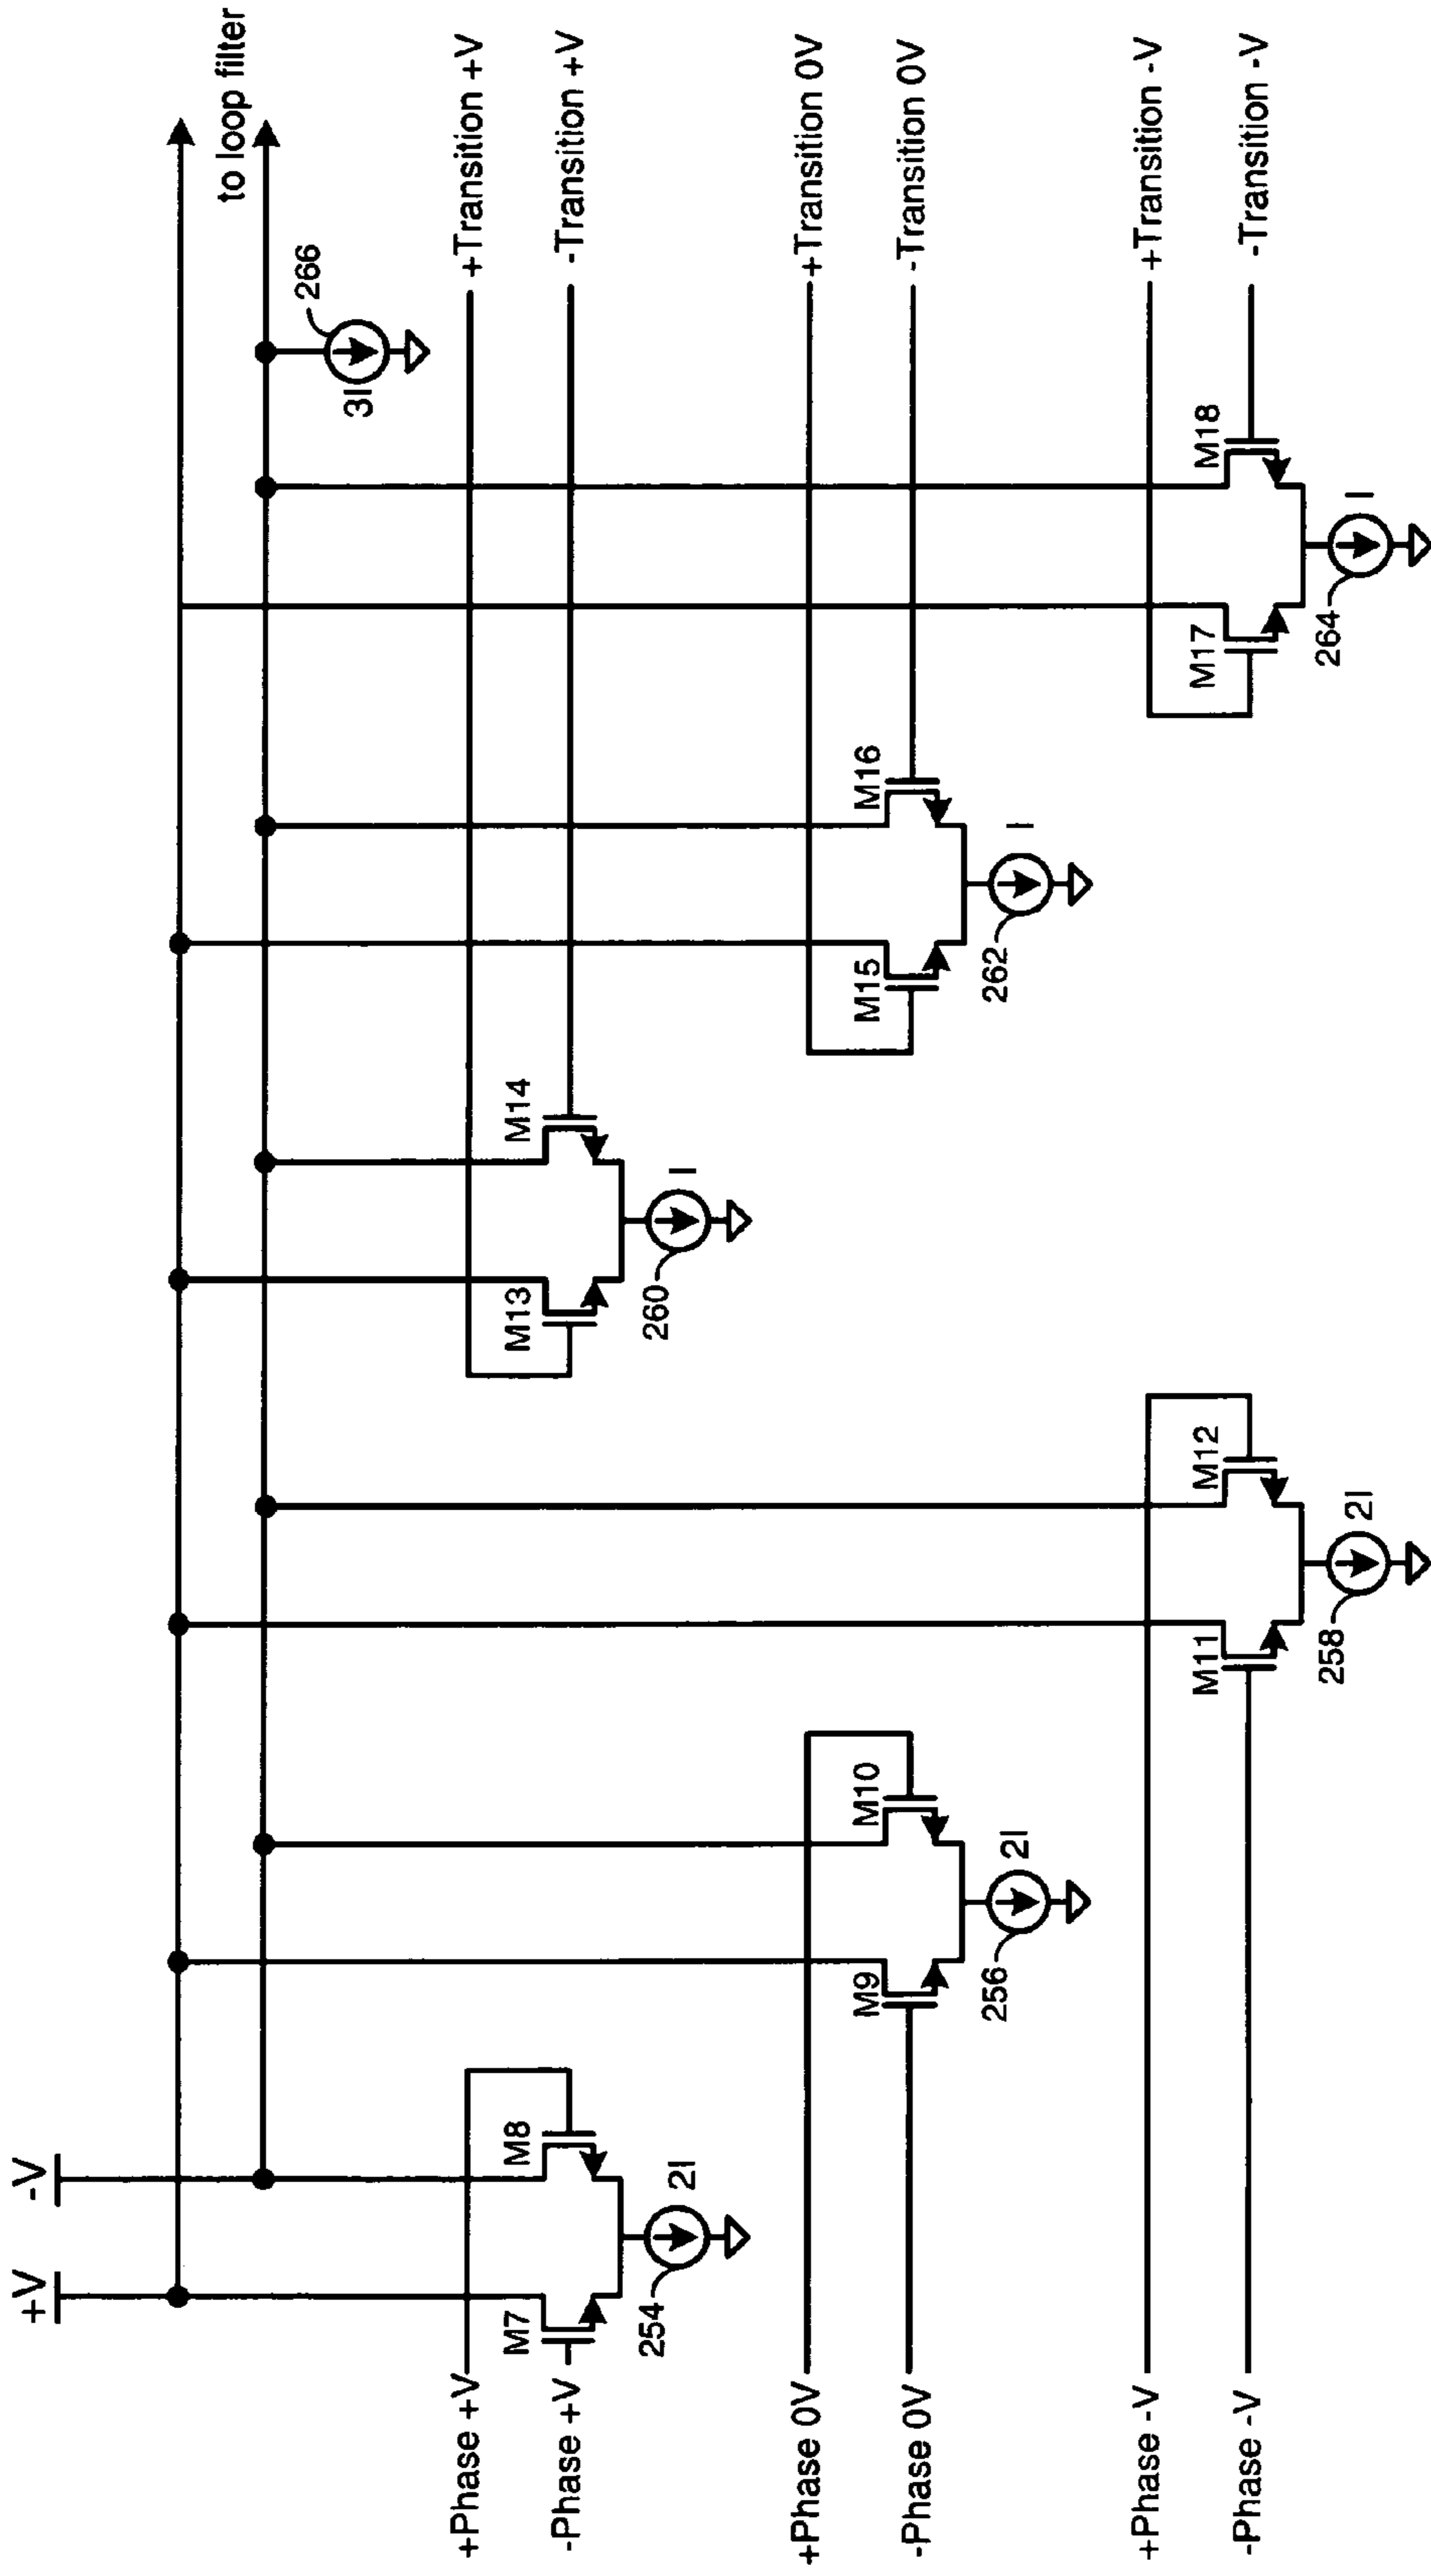 +V
-V
to loop filter
266
3I
+Phase +V
-Phase +V
M7
M8
254
2I
+Phase 0V
-Phase 0V
M9
M10
256
2I
+Phase -V
-Phase -V
M11
M12
258
2I
M13
M14
260
I
+Transition +V
-Transition +V
M15
M16
262
I
+Transition 0V
-Transition 0V
M17
M18
264
I
+Transition -V
-Transition -V